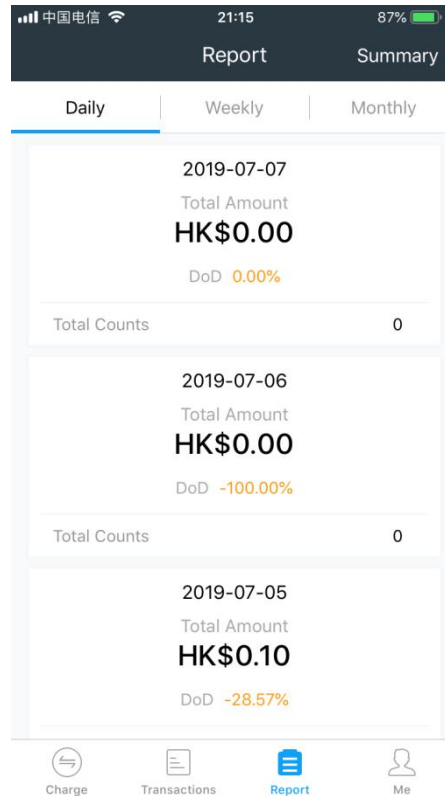 中国电信 21:15 87%
Report Summary
Daily Weekly Monthly
2019-07-07
Total Amount
HK$0.00
DoD 0.00%
Total Counts 0
2019-07-06
Total Amount
HK$0.00
DoD -100.00%
Total Counts 0
2019-07-05
Total Amount
HK$0.10
DoD -28.57%
Charge Transactions Report Me